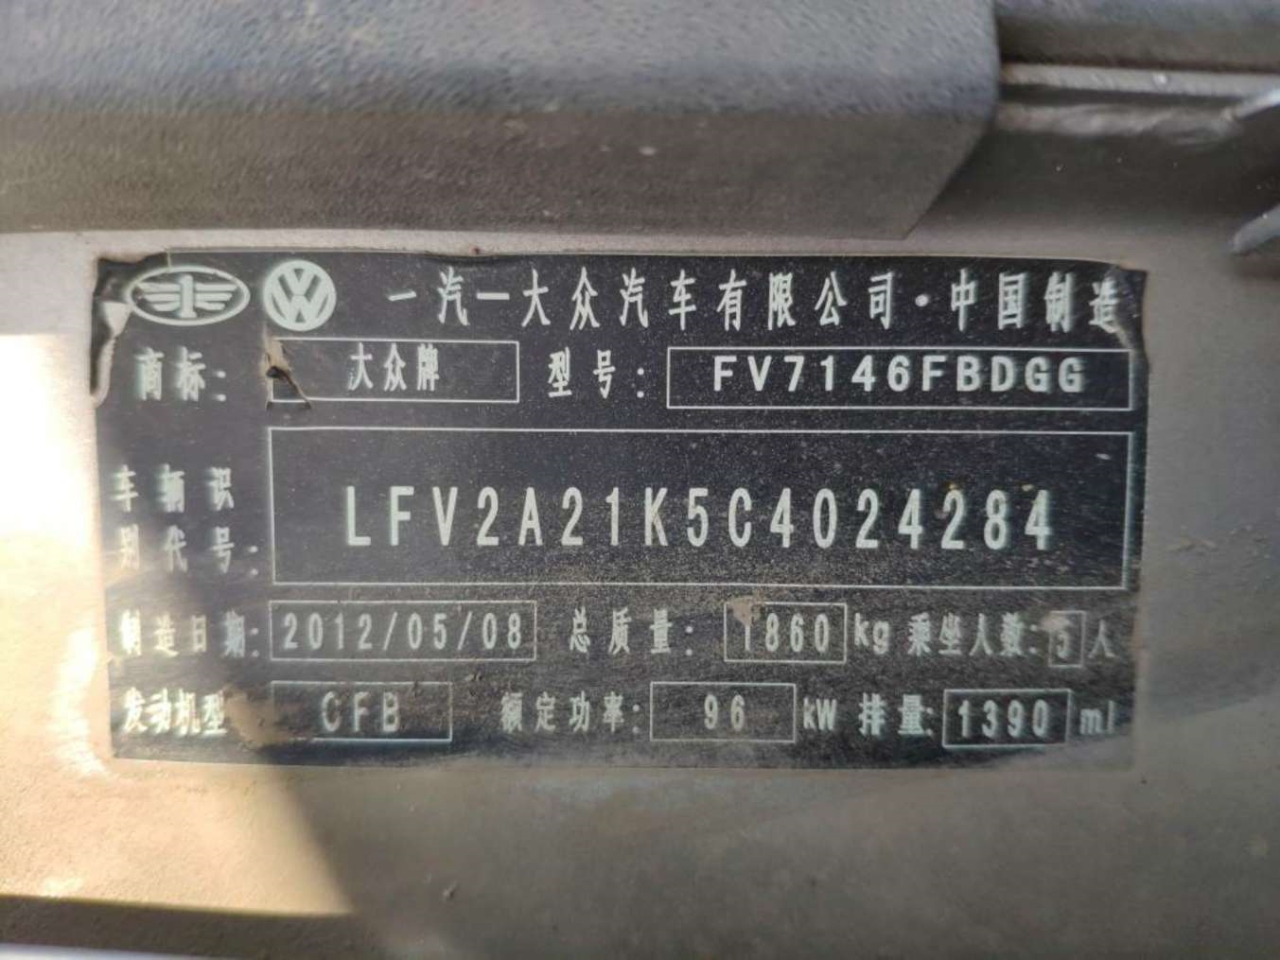 一汽一大众汽车有限公司·中国制造
商标: 大众牌 型号: FV7146FBDGG
车辆识
别代号: LFV2A21K5C4024284
制造日期: 2012/05/08 总质量: 1860 kg 乘坐人数: 5 人
发动机型 CFB 额定功率: 96 kW 排量: 1390 ml